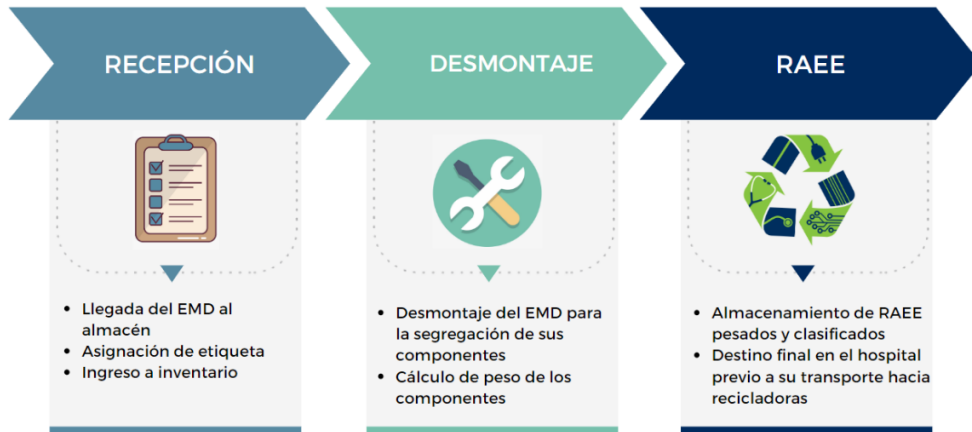 RECEPCIÓN
• Llegada del EMD al
almacén
• Asignación de etiqueta
• Ingreso a inventario
DESMONTAJE
• Desmontaje del EMD para
la segregación de sus
componentes
• Cálculo de peso de los
componentes
RAEE
• Almacenamiento de RAEE
pesados y clasificados
• Destino final en el hospital
previo a su transporte hacia
recicladoras